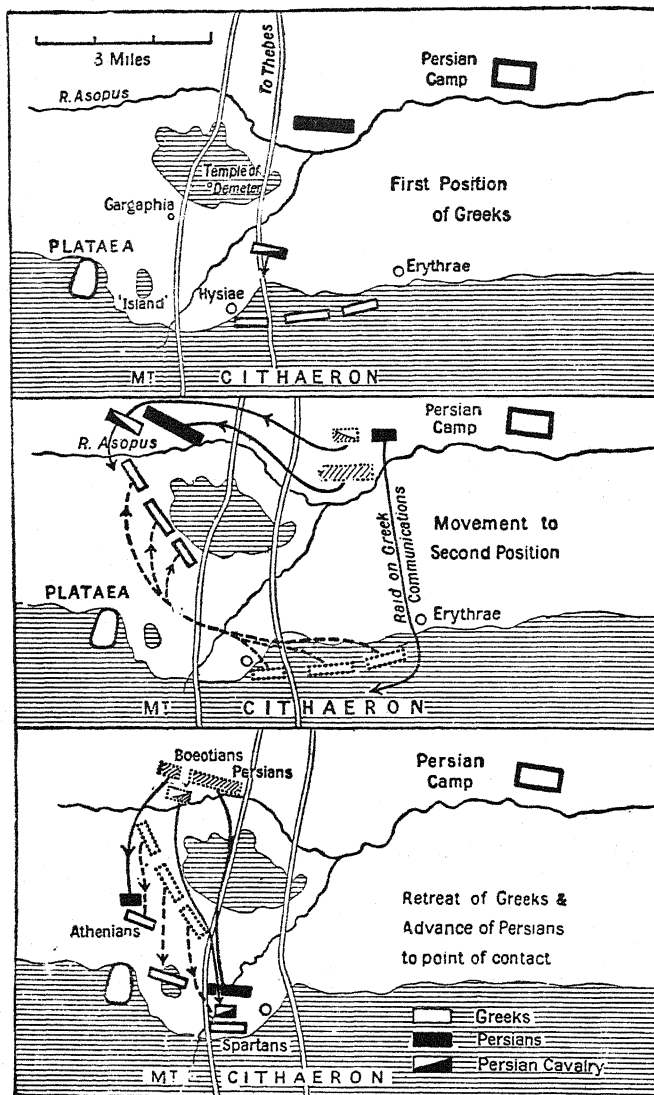 3 Miles
To Thebes
Persian
Camp
R. Asopus
Temple of
Demeter
Gargaphia
First Position
of Greeks
PLATAEA
Erythrae
'Island'
Hysiae
MT CITHAERON
Persian
Camp
R. Asopus
Movement to
Second Position
Raid on Greek
Communications
PLATAEA
Erythrae
MT CITHAERON
Boeotians
Persians
Persian
Camp
Athenians
Retreat of Greeks &
Advance of Persians
to point of contact
Greeks
Persians
Spartans
Persian Cavalry
MT CITHAERON